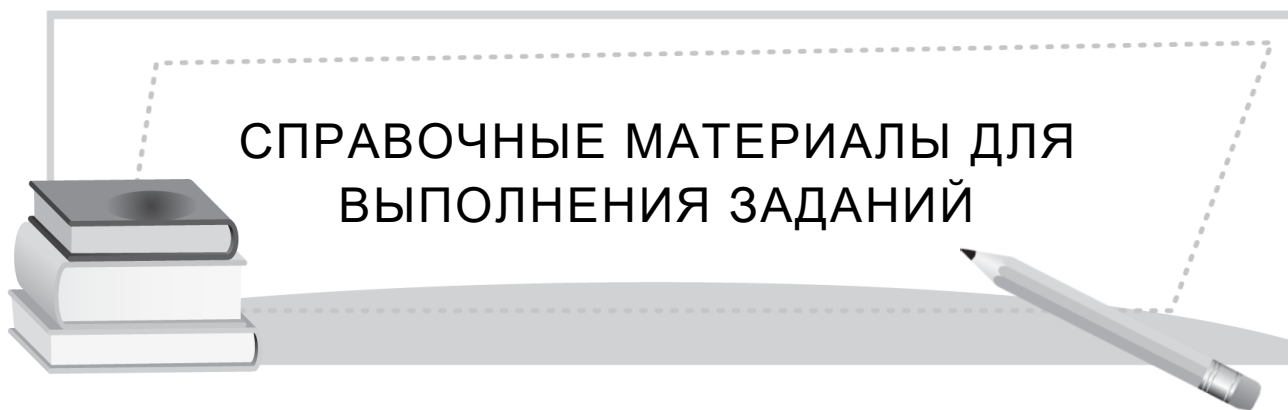 СПРАВОЧНЫЕ МАТЕРИАЛЫ ДЛЯ
ВЫПОЛНЕНИЯ ЗАДАНИЙ